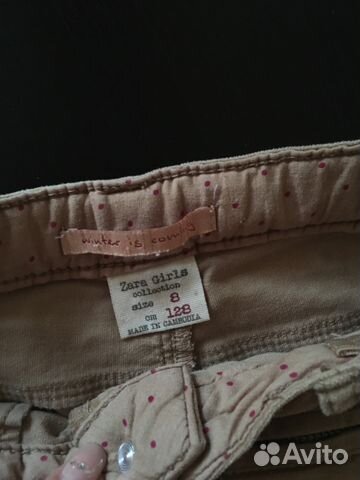 winter is coming
Zara Girls
collection
size 8
cm 128
MADE IN CAMBODIA
Avito